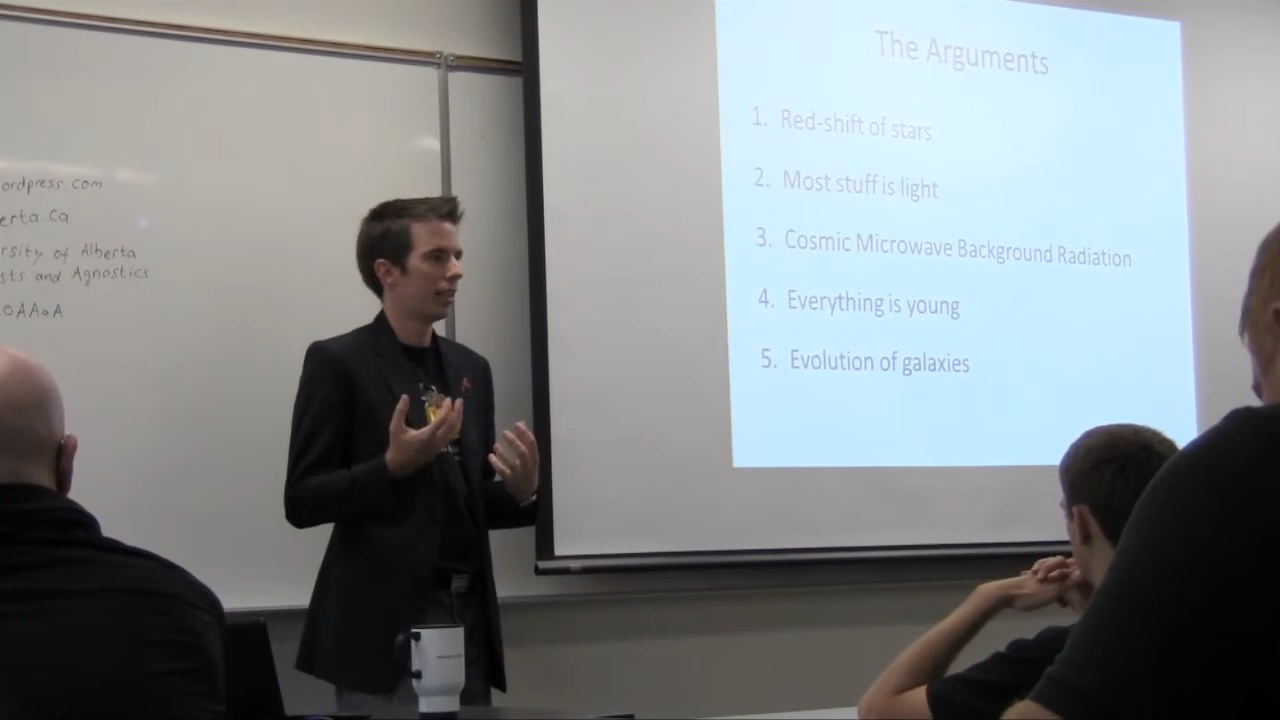 ordpress.com
erta.ca
rsity of Alberta
sts and Agnostics
OAAaA
The Arguments
1. Red-shift of stars
2. Most stuff is light
3. Cosmic Microwave Background Radiation
4. Everything is young
5. Evolution of galaxies